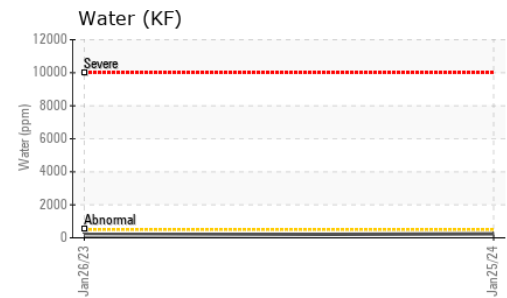 Water (KF)
12000
Severe
10000
8000
6000
4000
2000
Abnormal
0
Water (ppm)
Jan26/23
Jan25/24